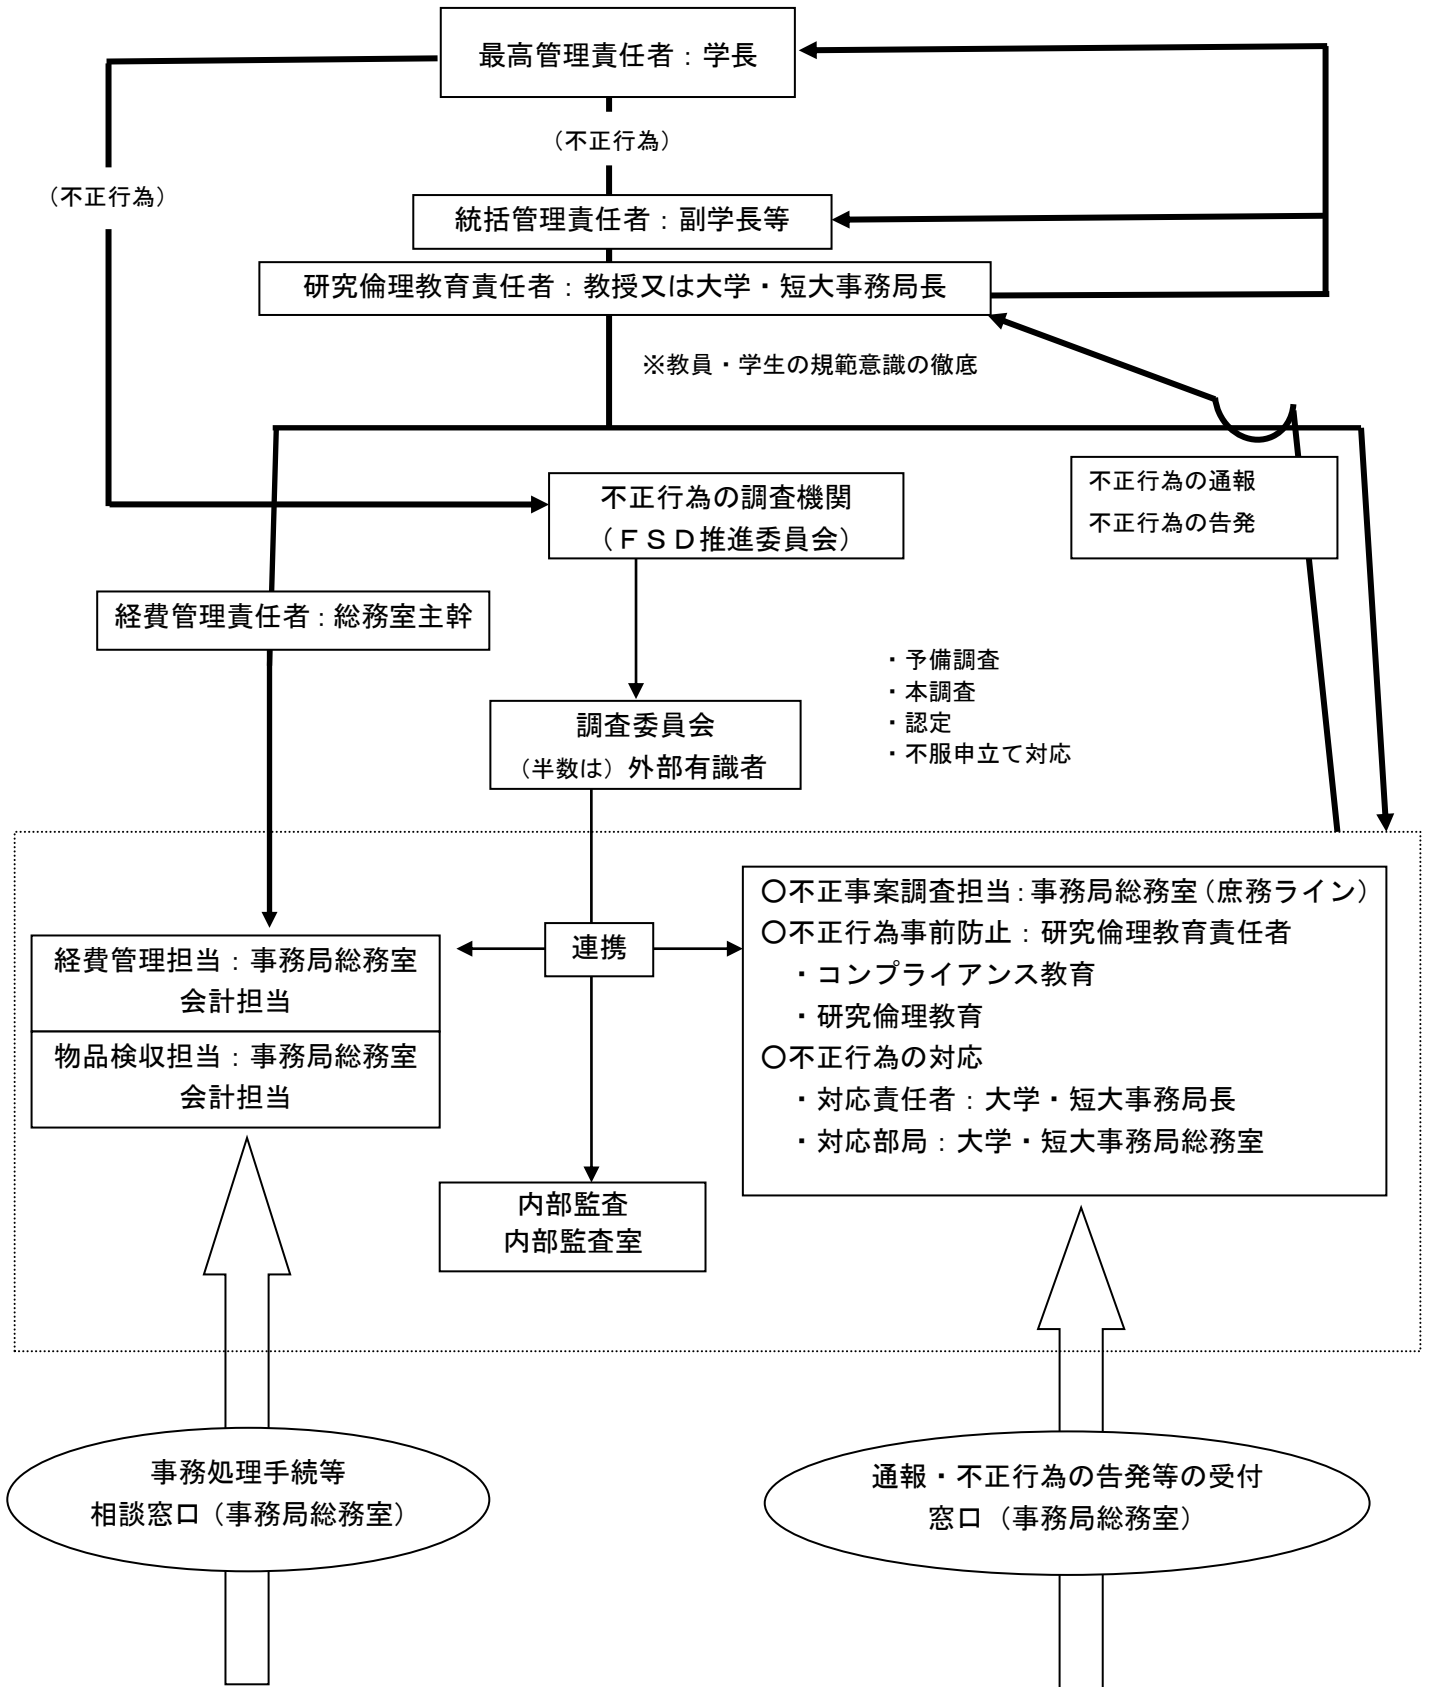 最高管理責任者：学長
（不正行為）
（不正行為）
統括管理責任者：副学長等
研究倫理教育責任者：教授又は大学・短大事務局長
※教員・学生の規範意識の徹底
不正行為の通報
不正行為の告発
不正行為の調査機関
（ＦＳＤ推進委員会）
経費管理責任者：総務室主幹
・予備調査
・本調査
・認定
・不服申立て対応
調査委員会
（半数は）外部有識者
連携
経費管理担当：事務局総務室
会計担当
物品検収担当：事務局総務室
会計担当
〇不正事案調査担当：事務局総務室（庶務ライン）
〇不正行為事前防止：研究倫理教育責任者
・コンプライアンス教育
・研究倫理教育
〇不正行為の対応
・対応責任者：大学・短大事務局長
・対応部局：大学・短大事務局総務室
内部監査
内部監査室
事務処理手続等
相談窓口（事務局総務室）
通報・不正行為の告発等の受付
窓口（事務局総務室）